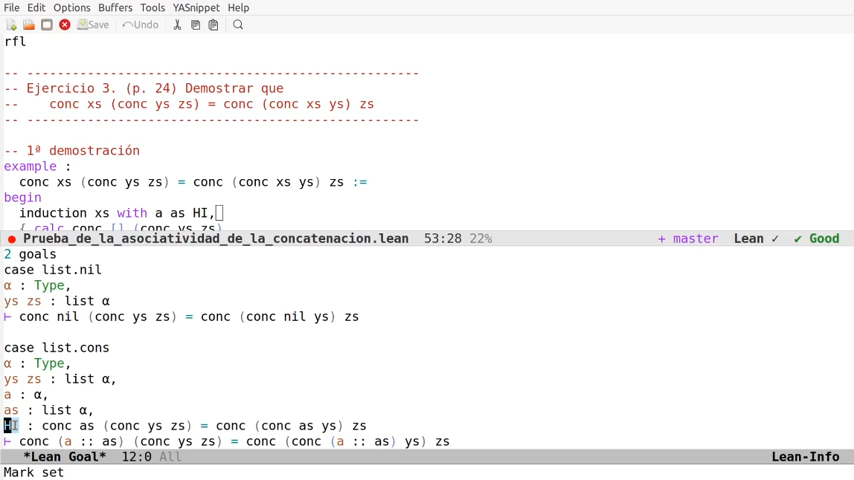 File Edit Options Buffers Tools YASnippet Help
Save Undo
rfl
-- ----------------------------------------------------
-- Ejercicio 3. (p. 24) Demostrar que
--    conc xs (conc ys zs) = conc (conc xs ys) zs
-- ----------------------------------------------------
-- 1ª demostración
example :
  conc xs (conc ys zs) = conc (conc xs ys) zs :=
begin
  induction xs with a as HI,
  { calc conc [] (conc ys zs)
Prueba_de_la_asociatividad_de_la_concatenacion.lean 53:28 22% + master Lean ✓ ✔ Good
2 goals
case list.nil
α : Type,
ys zs : list α
⊢ conc nil (conc ys zs) = conc (conc nil ys) zs
case list.cons
α : Type,
ys zs : list α,
a : α,
as : list α,
HI : conc as (conc ys zs) = conc (conc as ys) zs
⊢ conc (a :: as) (conc ys zs) = conc (conc (a :: as) ys) zs
*Lean Goal* 12:0 All Lean-Info
Mark set